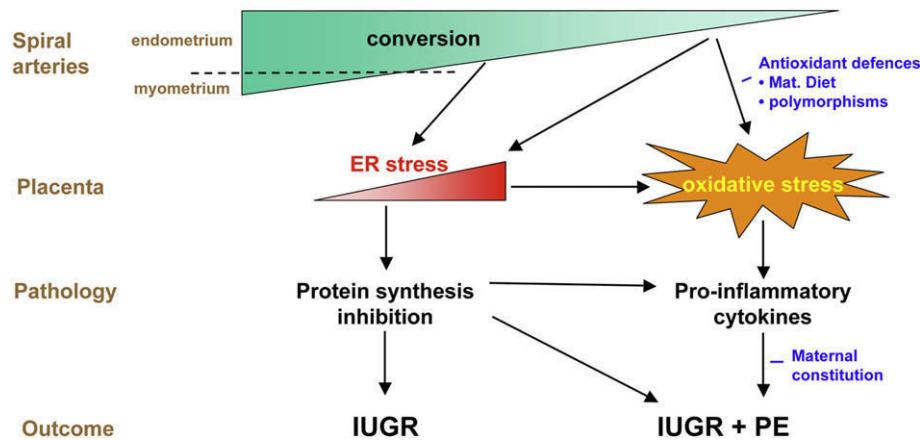 Spiral
arteries
endometrium
myometrium
conversion
Antioxidant defences
• Mat. Diet
• polymorphisms
Placenta
ER stress
oxidative stress
Pathology
Protein synthesis
inhibition
Pro-inflammatory
cytokines
Maternal
constitution
Outcome
IUGR
IUGR + PE